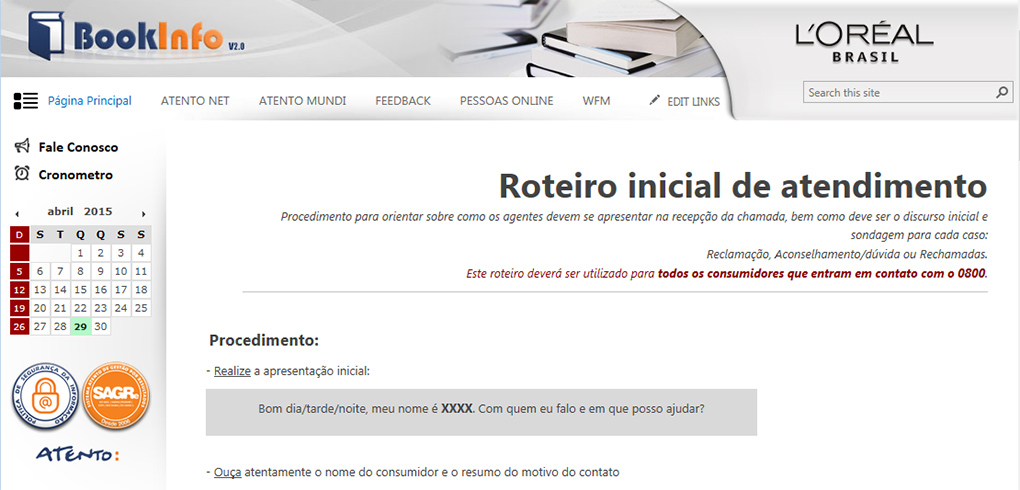 BookInfo V2.0
L'ORÉAL
BRASIL
Página Principal ATENTO NET ATENTO MUNDI FEEDBACK PESSOAS ONLINE WFM EDIT LINKS
Search this site
Fale Conosco
Cronometro
abril 2015
D S T Q Q S S
1 2 3 4
5 6 7 8 9 10 11
12 13 14 15 16 17 18
19 20 21 22 23 24 25
26 27 28 29 30
POLÍTICA DE SEGURANÇA DA INFORMAÇÃO
SAGRe
Desde 2006
ATENTO
Roteiro inicial de atendimento
Procedimento para orientar sobre como os agentes devem se apresentar na recepção da chamada, bem como deve ser o discurso inicial e
sondagem para cada caso:
Reclamação, Aconselhamento/dúvida ou Rechamadas.
Este roteiro deverá ser utilizado para todos os consumidores que entram em contato com o 0800.
Procedimento:
- Realize a apresentação inicial:
Bom dia/tarde/noite, meu nome é XXXX. Com quem eu falo e em que posso ajudar?
- Ouça atentamente o nome do consumidor e o resumo do motivo do contato